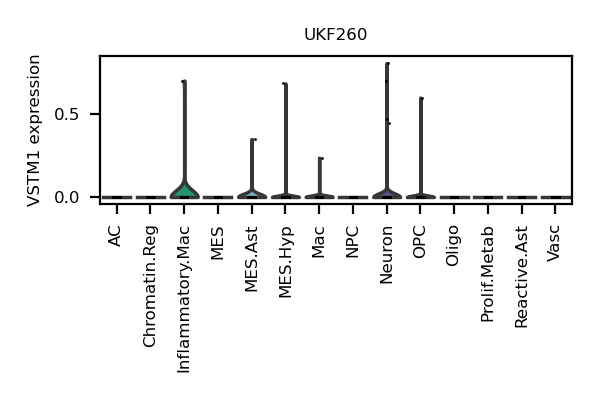 UKF260
VSTM1 expression
0.5
0.0
AC
Chromatin.Reg
Inflammatory.Mac
MES
MES.Ast
MES.Hyp
Mac
NPC
Neuron
OPC
Oligo
Prolif.Metab
Reactive.Ast
Vasc